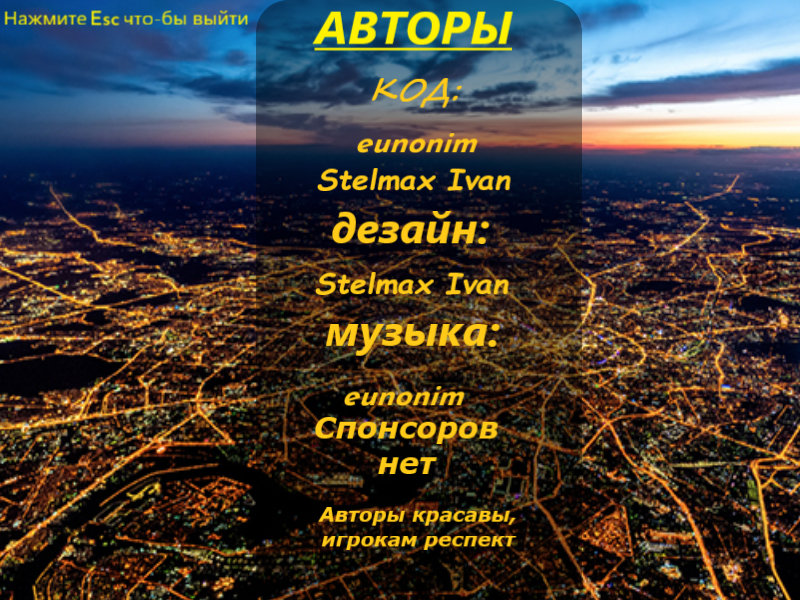 Нажмите Esc что-бы выйти
АВТОРЫ
КОД:
eunonim
Stelmax Ivan
дезайн:
Stelmax Ivan
музыка:
eunonim
Спонсоров
нет
Авторы красавы,
игрокам респект